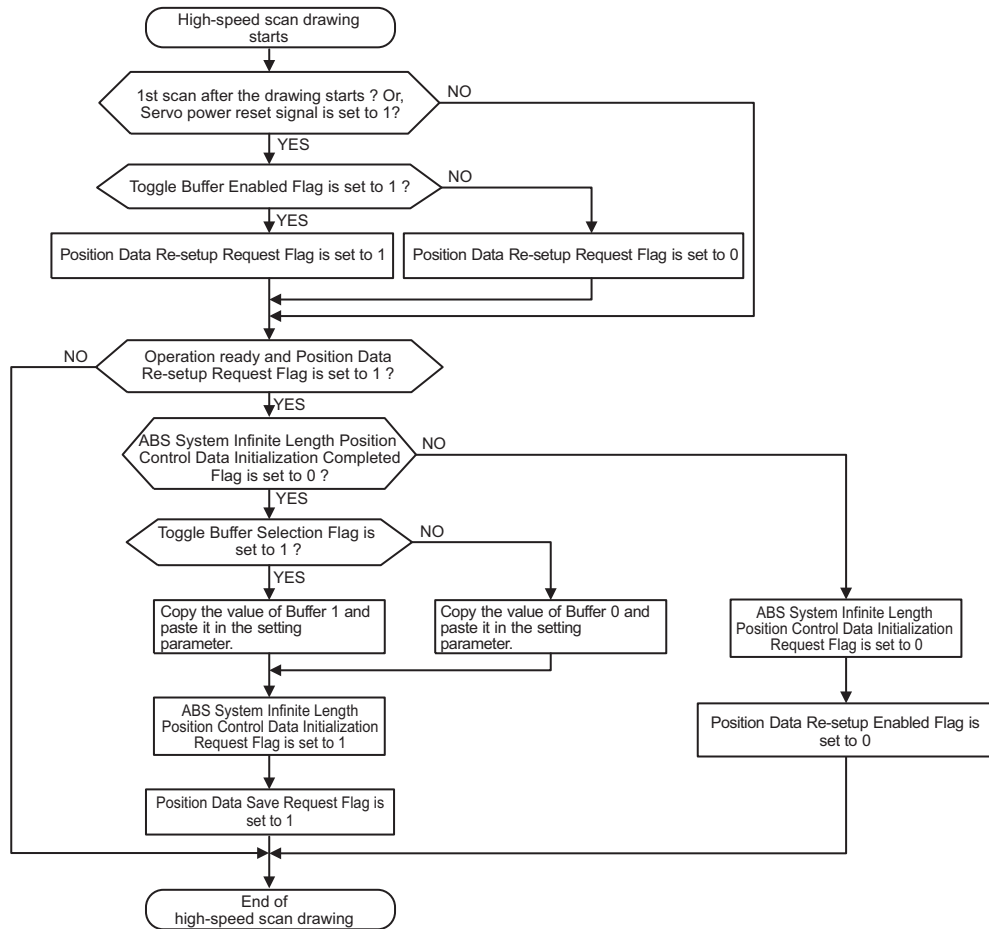 High-speed scan drawing
starts
1st scan after the drawing starts ? Or,
Servo power reset signal is set to 1?
NO
YES
Toggle Buffer Enabled Flag is set to 1 ?
NO
YES
Position Data Re-setup Request Flag is set to 1
Position Data Re-setup Request Flag is set to 0
NO
Operation ready and Position Data
Re-setup Request Flag is set to 1 ?
YES
ABS System Infinite Length Position
Control Data Initialization Completed
Flag is set to 0 ?
NO
YES
Toggle Buffer Selection Flag is
set to 1 ?
NO
YES
Copy the value of Buffer 1 and
paste it in the setting
parameter.
Copy the value of Buffer 0 and
paste it in the setting
parameter.
ABS System Infinite Length
Position Control Data Initialization
Request Flag is set to 0
ABS System Infinite Length
Position Control Data Initialization
Request Flag is set to 1
Position Data Re-setup Enabled Flag is
set to 0
Position Data Save Request Flag is
set to 1
End of
high-speed scan drawing